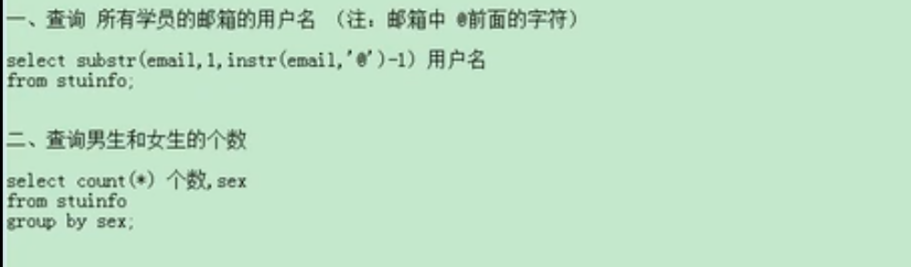 一、查询 所有学员的邮箱的用户名 （注：邮箱中 @前面的字符）
select substr(email,1,instr(email,'@')-1) 用户名
from stuinfo;
二、查询男生和女生的个数
select count(*) 个数,sex
from stuinfo
group by sex;